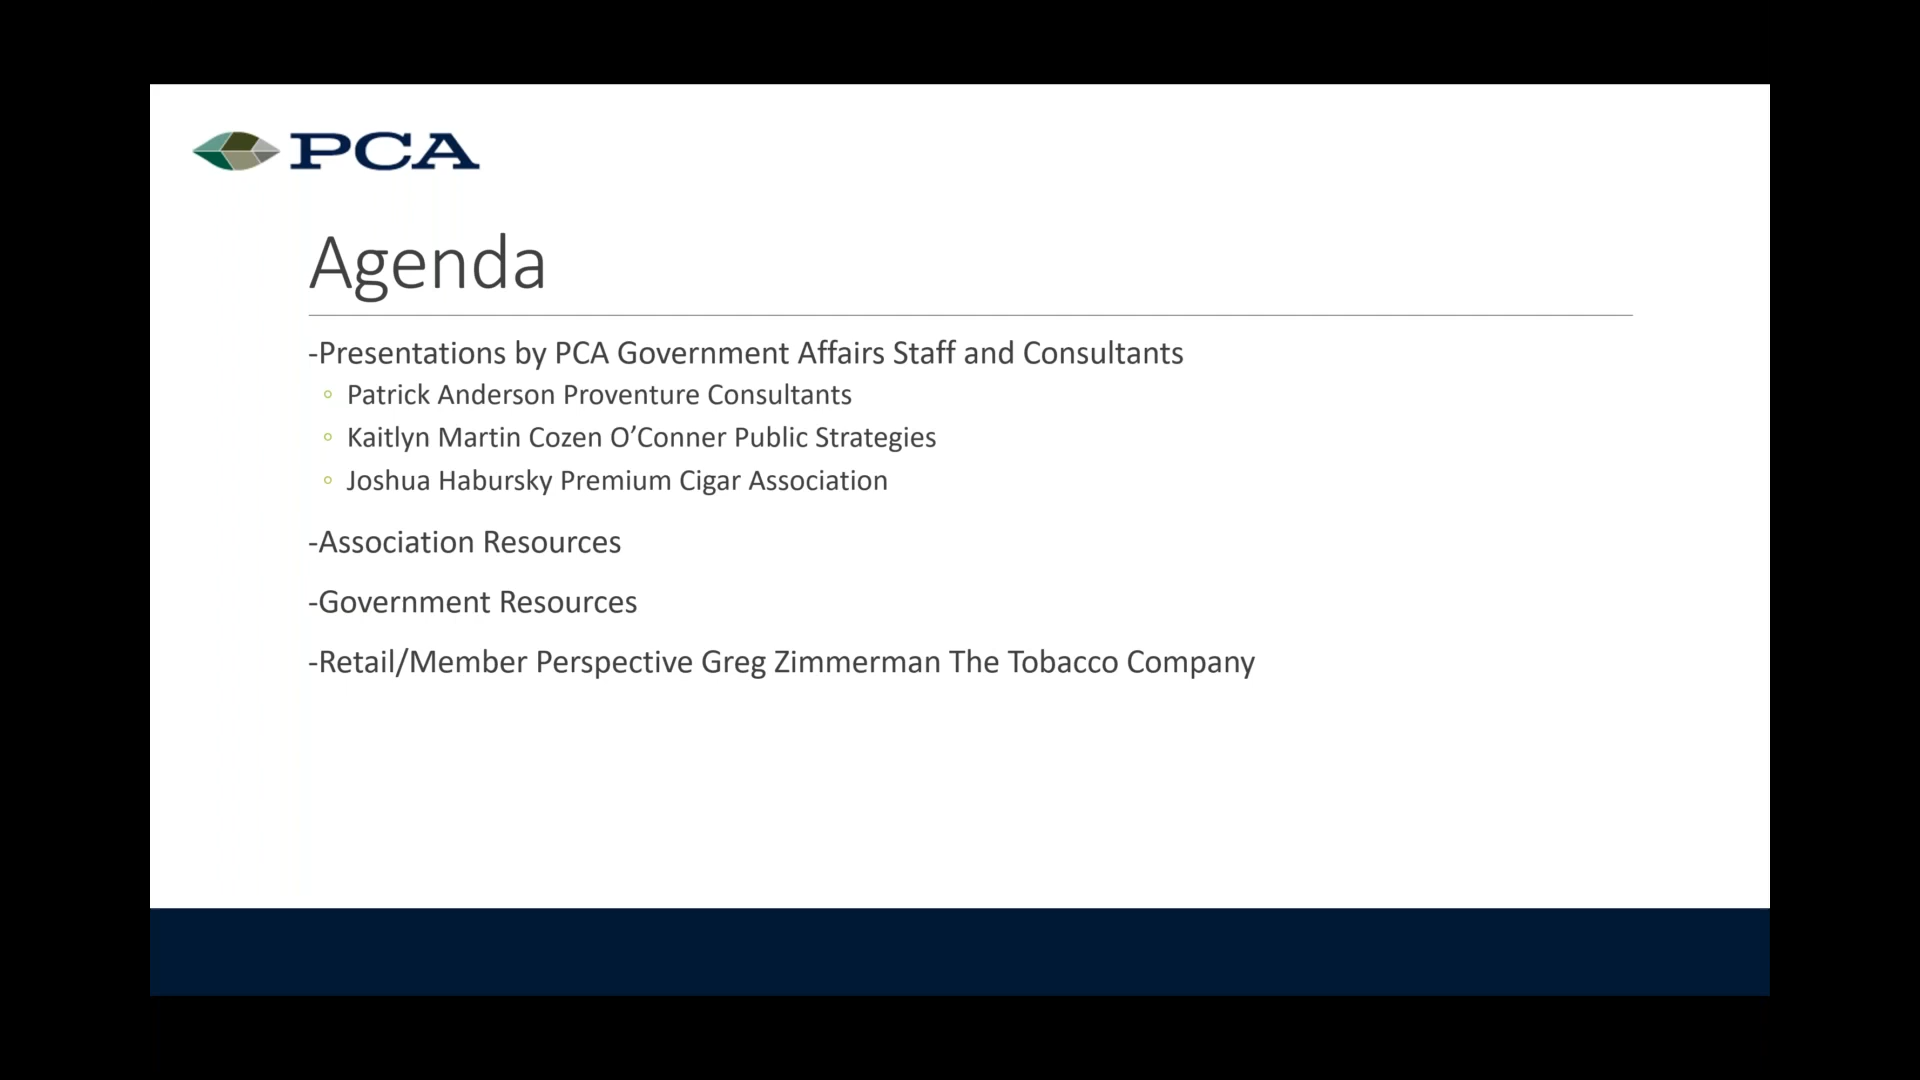 PCA
Agenda
-Presentations by PCA Government Affairs Staff and Consultants
◦ Patrick Anderson Proventure Consultants
◦ Kaitlyn Martin Cozen O’Conner Public Strategies
◦ Joshua Habursky Premium Cigar Association
-Association Resources
-Government Resources
-Retail/Member Perspective Greg Zimmerman The Tobacco Company